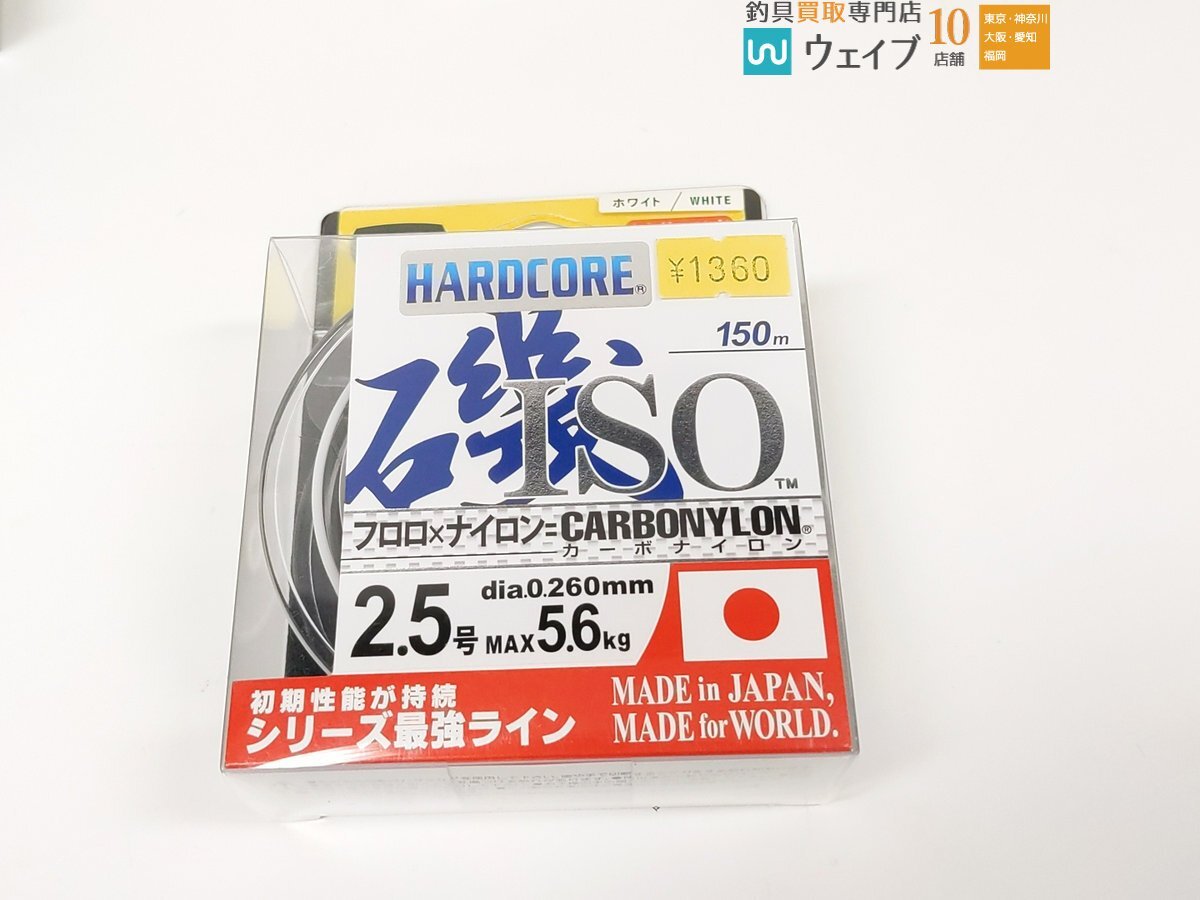 釣具買取専門店
ウェイブ
10
店舗
東京・神奈川
大阪・愛知
福岡
ホワイト / WHITE
HARDCORE®
¥1360
150m
磯
ISO™
フロロ×ナイロン=CARBONYLON®
カーボナイロン
2.5号
dia.0.260mm
MAX5.6kg
初期性能が持続
シリーズ最強ライン
MADE in JAPAN,
MADE for WORLD.